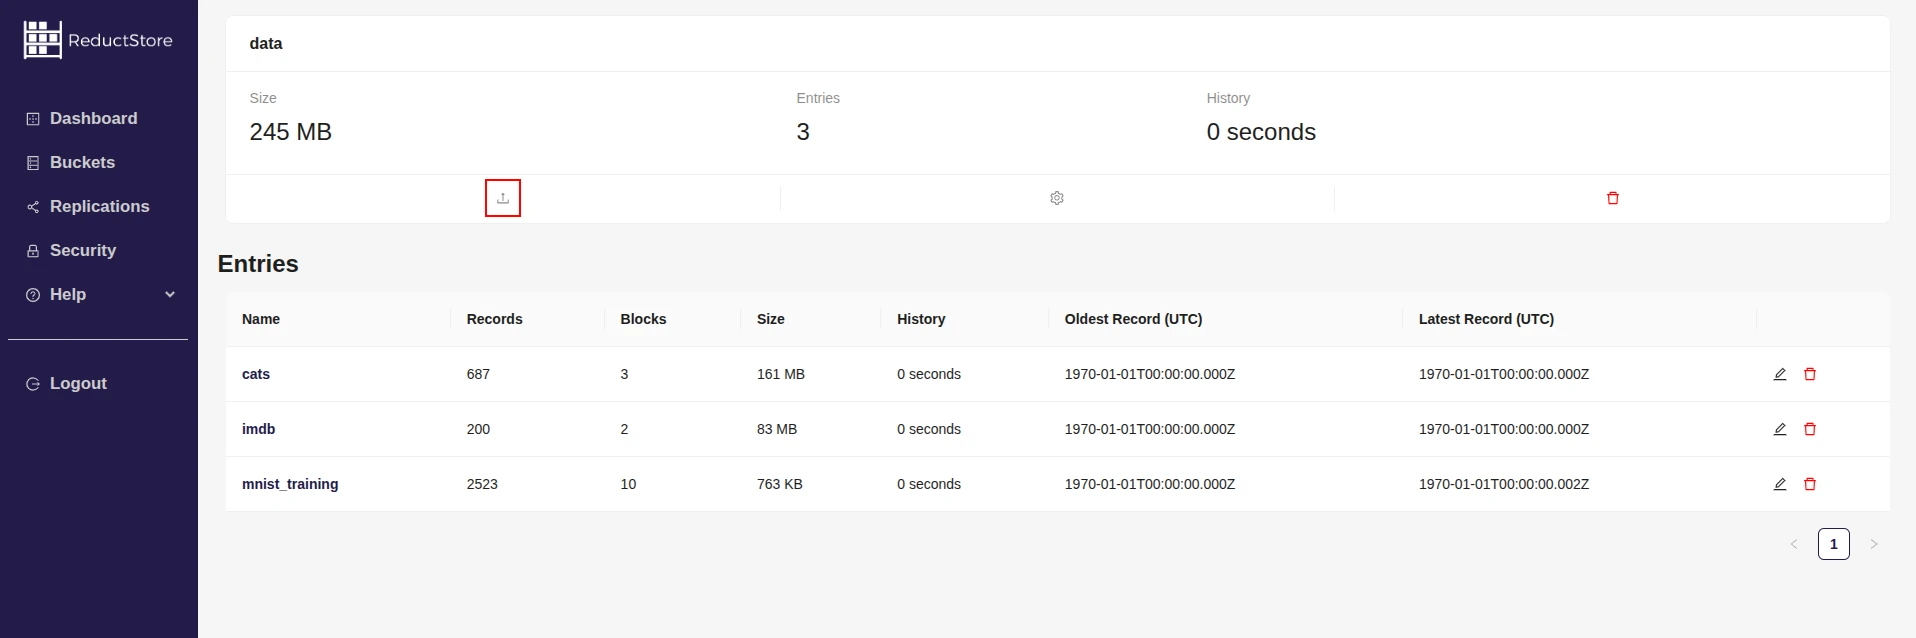 ReductStore
Dashboard
Buckets
Replications
Security
Help
Logout
data
Size Entries History
245 MB 3 0 seconds
Entries
Name Records Blocks Size History Oldest Record (UTC) Latest Record (UTC)
cats 687 3 161 MB 0 seconds 1970-01-01T00:00:00.000Z 1970-01-01T00:00:00.000Z
imdb 200 2 83 MB 0 seconds 1970-01-01T00:00:00.000Z 1970-01-01T00:00:00.000Z
mnist_training 2523 10 763 KB 0 seconds 1970-01-01T00:00:00.000Z 1970-01-01T00:00:00.002Z
1